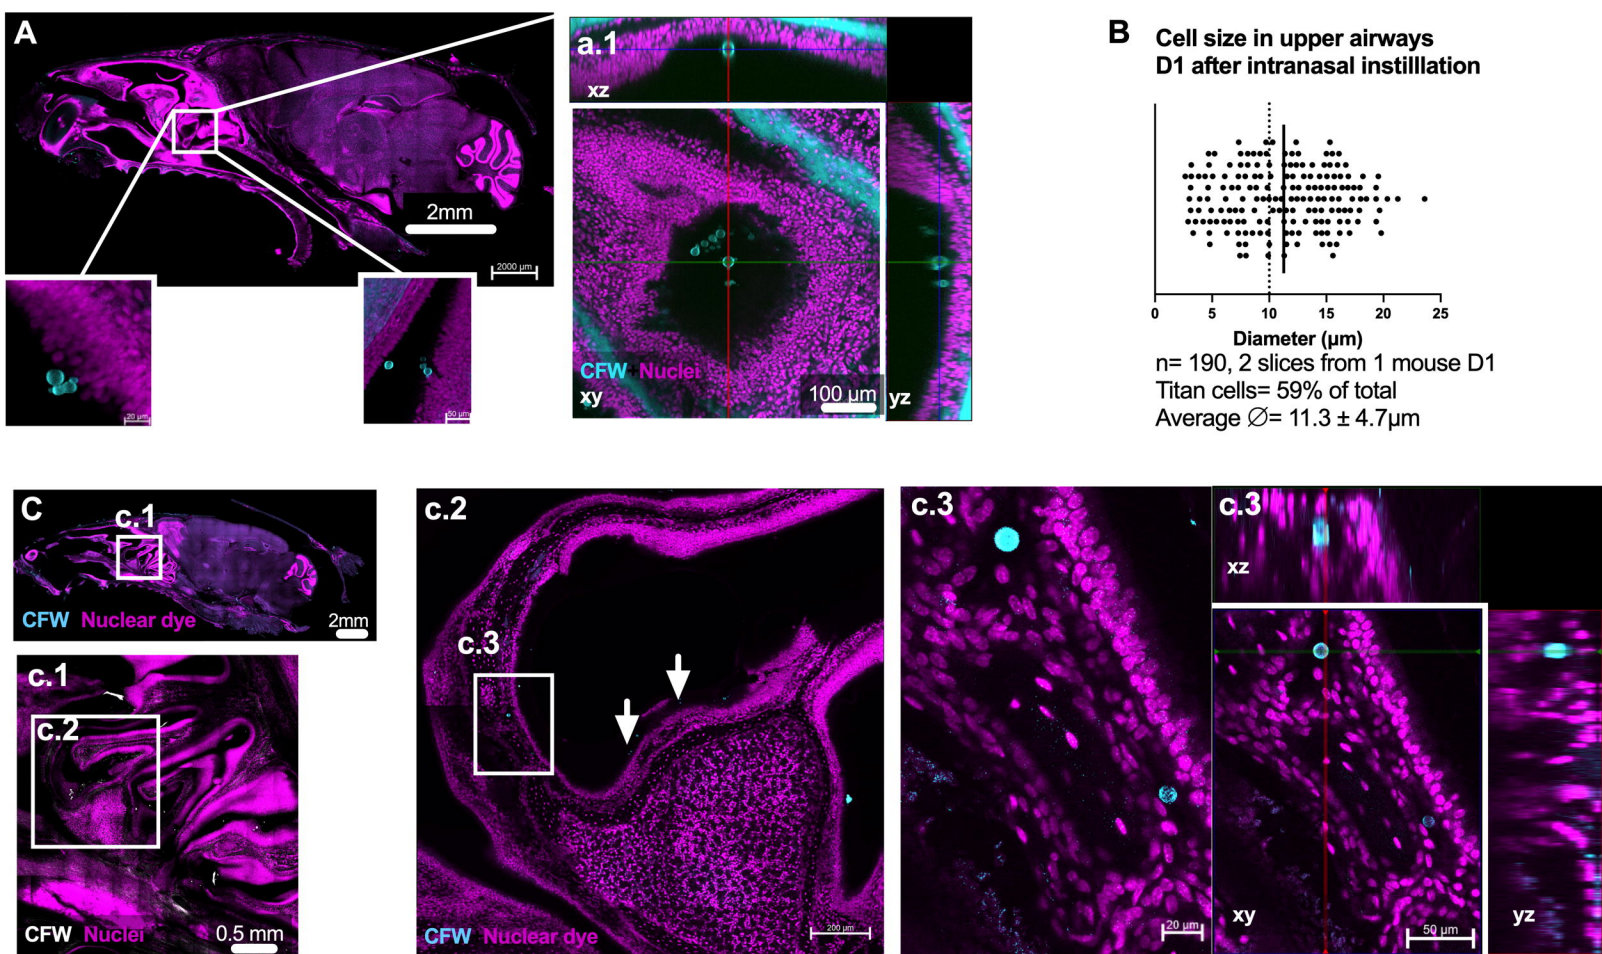 A
2mm
2000 µm
20 µm
50 µm
a.1
xz
CFW+Nuclei
xy
100 µm
yz
B
Cell size in upper airways
D1 after intranasal instilllation
0 5 10 15 20 25
Diameter (µm)
n= 190, 2 slices from 1 mouse D1
Titan cells= 59% of total
Average ∅= 11.3 ± 4.7µm
C
c.1
CFW Nuclear dye
2mm
c.1
c.2
CFW Nuclei
0.5 mm
c.2
c.3
CFW Nuclear dye
200 µm
c.3
20 µm
c.3
xz
xy
50 µm
yz